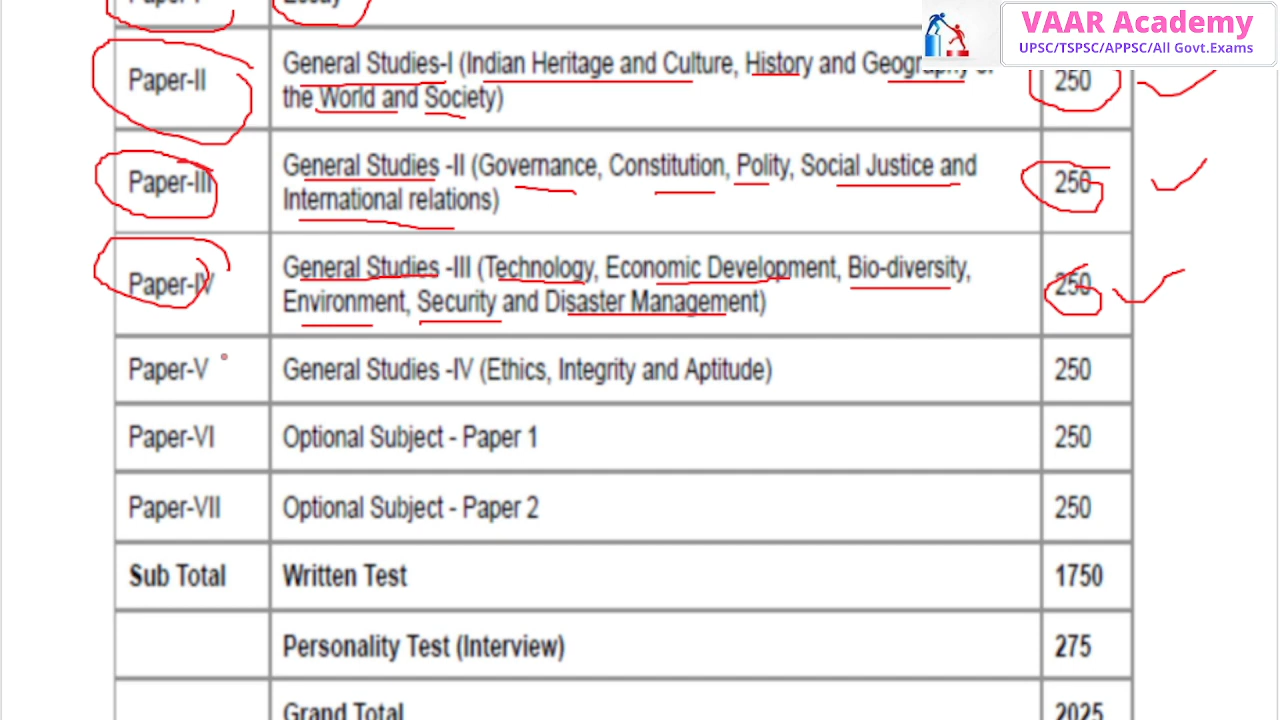 VAAR Academy
UPSC/TSPSC/APPSC/All Govt.Exams
Paper-I Essay
Paper-II General Studies-I (Indian Heritage and Culture, History and Geography of 250
the World and Society)
Paper-III General Studies -II (Governance, Constitution, Polity, Social Justice and 250
International relations)
Paper-IV General Studies -III (Technology, Economic Development, Bio-diversity, 250
Environment, Security and Disaster Management)
Paper-V General Studies -IV (Ethics, Integrity and Aptitude) 250
Paper-VI Optional Subject - Paper 1 250
Paper-VII Optional Subject - Paper 2 250
Sub Total Written Test 1750
Personality Test (Interview) 275
Grand Total 2025